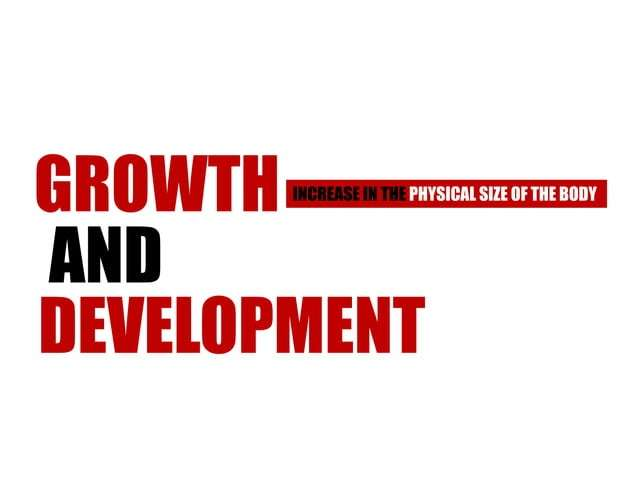 GROWTH INCREASE IN THE PHYSICAL SIZE OF THE BODY
AND
DEVELOPMENT